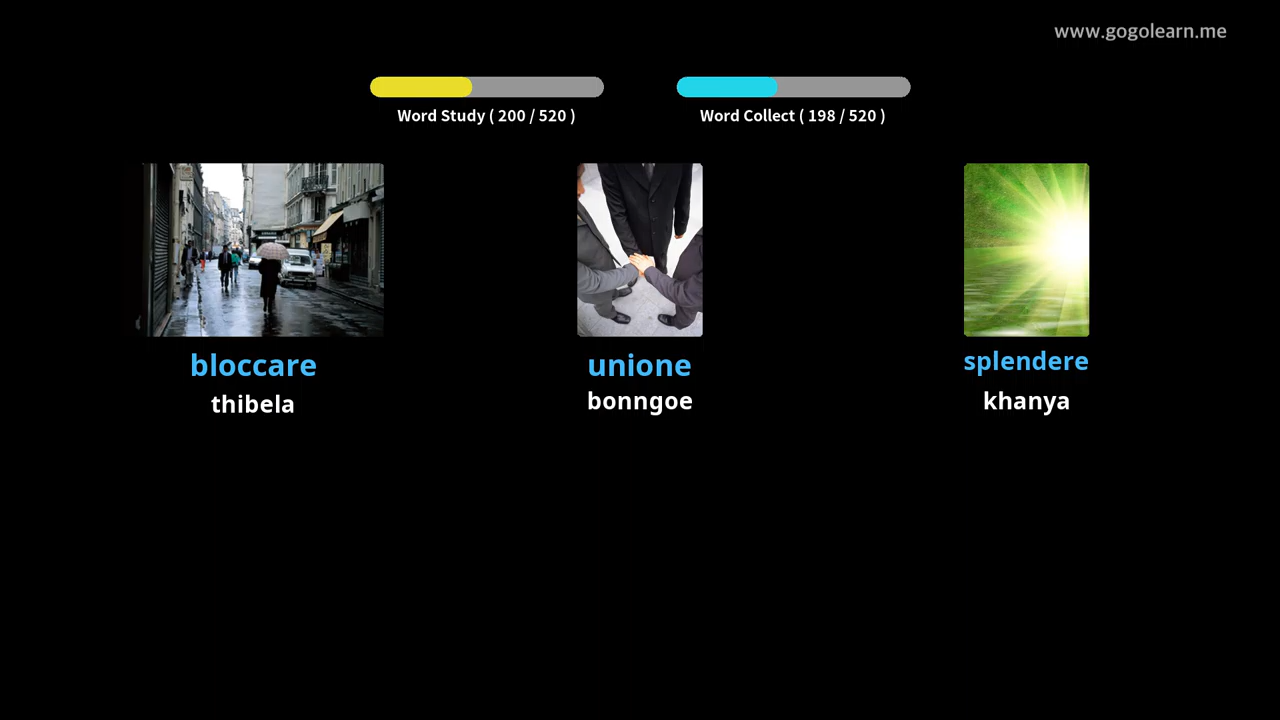 www.gogolearn.me
Word Study ( 200 / 520 )
Word Collect ( 198 / 520 )
bloccare
thibela
unione
bonngoe
splendere
khanya